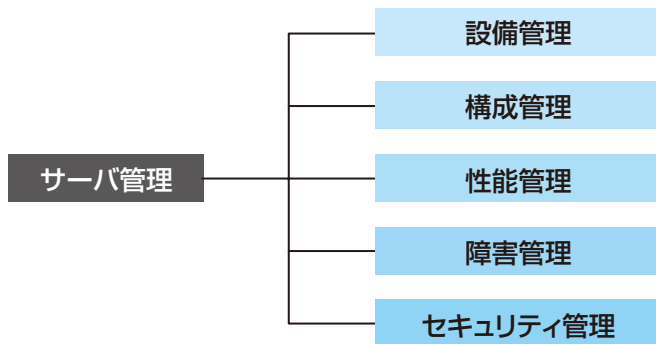 サーバ管理
設備管理
構成管理
性能管理
障害管理
セキュリティ管理